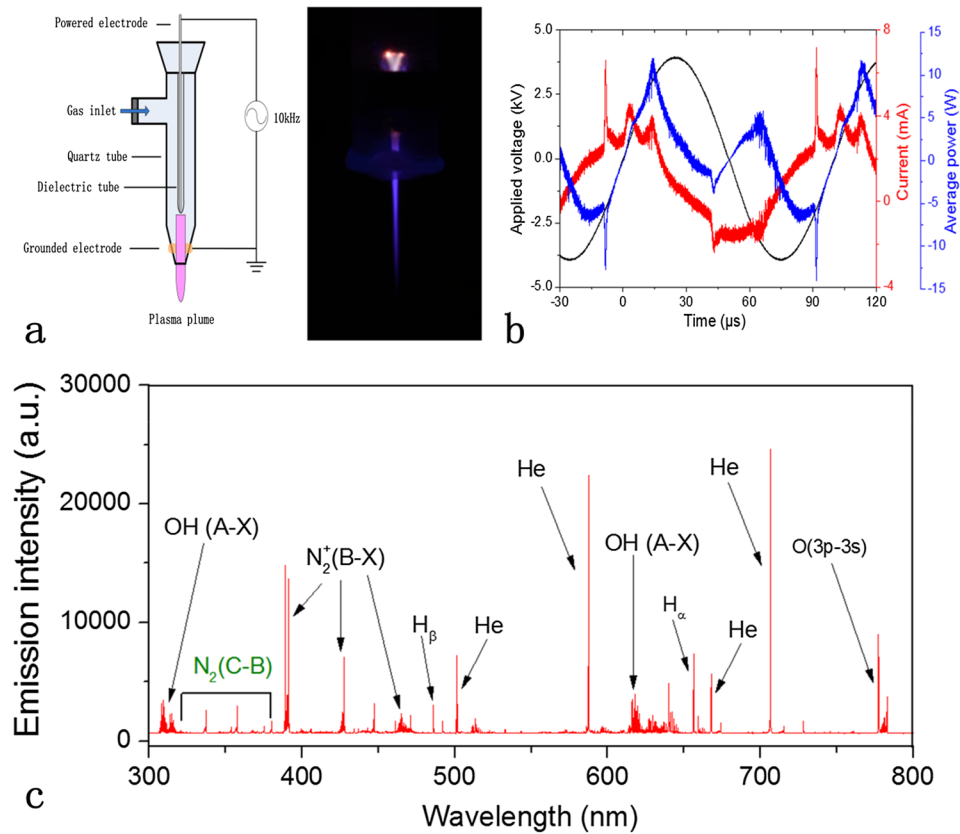 a
Powered electrode
Gas inlet
10kHz
Quartz tube
Dielectric tube
Grounded electrode
Plasma plume
b
5.0
2.5
0.0
-2.5
-5.0
Applied voltage (kV)
-30
0
30
60
90
120
Time (μs)
8
4
0
-4
Current (mA)
15
10
5
0
-5
-10
-15
Average power (W)
c
30000
20000
10000
0
Emission intensity (a.u.)
OH (A-X)
N₂(C-B)
N₂⁺(B-X)
Hβ
He
He
OH (A-X)
Hα
He
He
O(3p-3s)
300
400
500
600
700
800
Wavelength (nm)